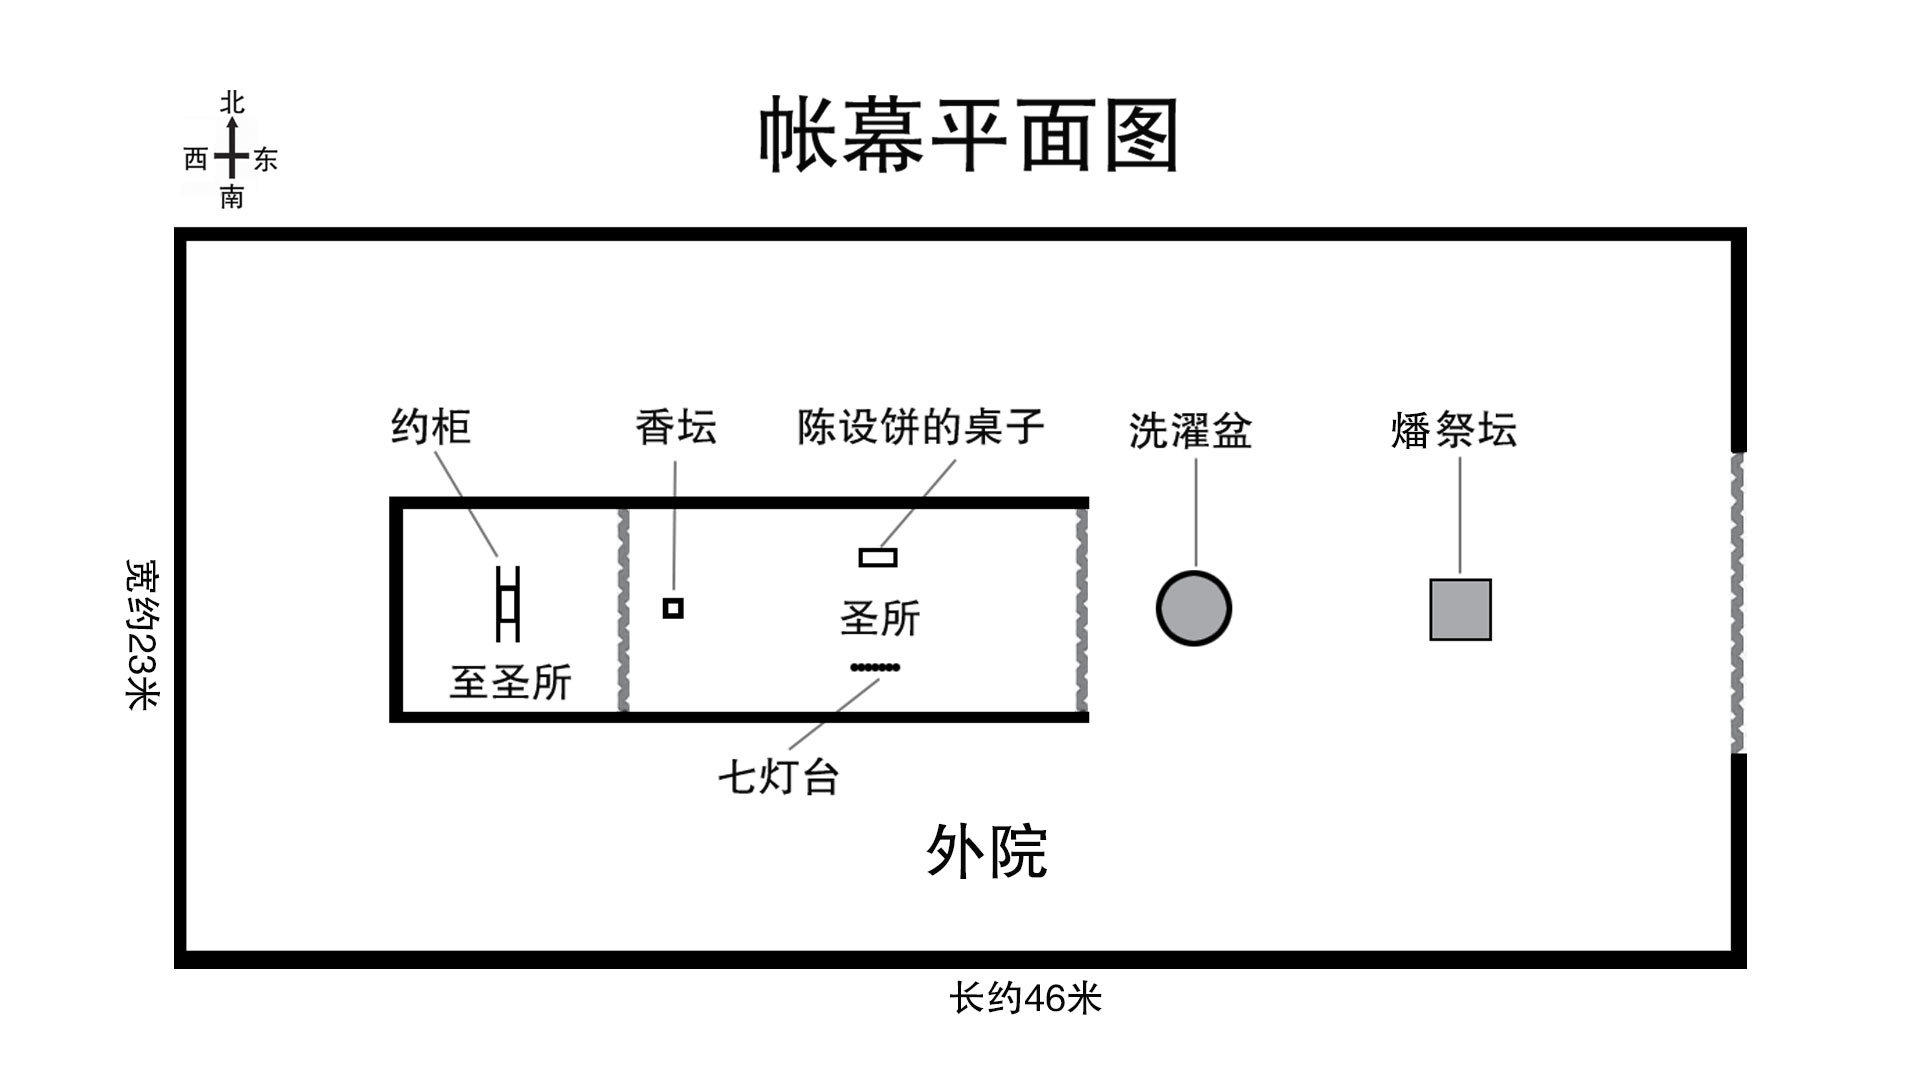 帐幕平面图
北
西 东
南
约柜
香坛
陈设饼的桌子
洗濯盆
燔祭坛
圣所
至圣所
七灯台
外院
宽约23米
长约46米